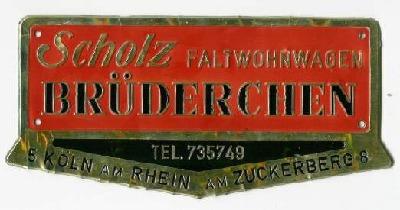 Scholz FALTWOHNWAGEN
BRÜDERCHEN
TEL. 735749
5 KÖLN AM RHEIN AM ZUCKERBERG 8